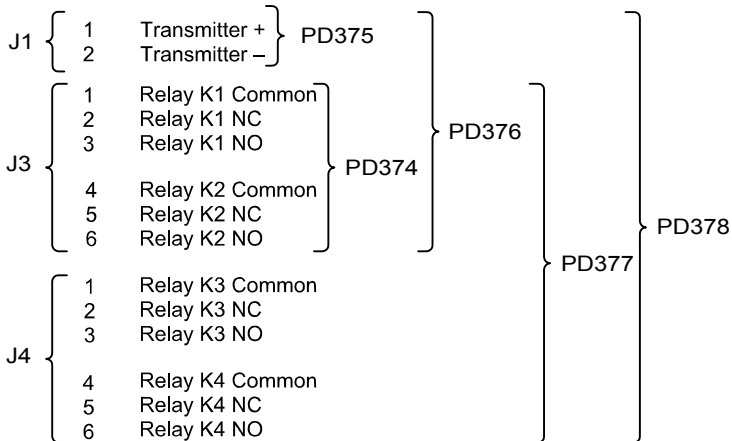 J1
1 Transmitter +
2 Transmitter –
PD375
J3
1 Relay K1 Common
2 Relay K1 NC
3 Relay K1 NO
4 Relay K2 Common
5 Relay K2 NC
6 Relay K2 NO
PD374
PD376
J4
1 Relay K3 Common
2 Relay K3 NC
3 Relay K3 NO
4 Relay K4 Common
5 Relay K4 NC
6 Relay K4 NO
PD377
PD378